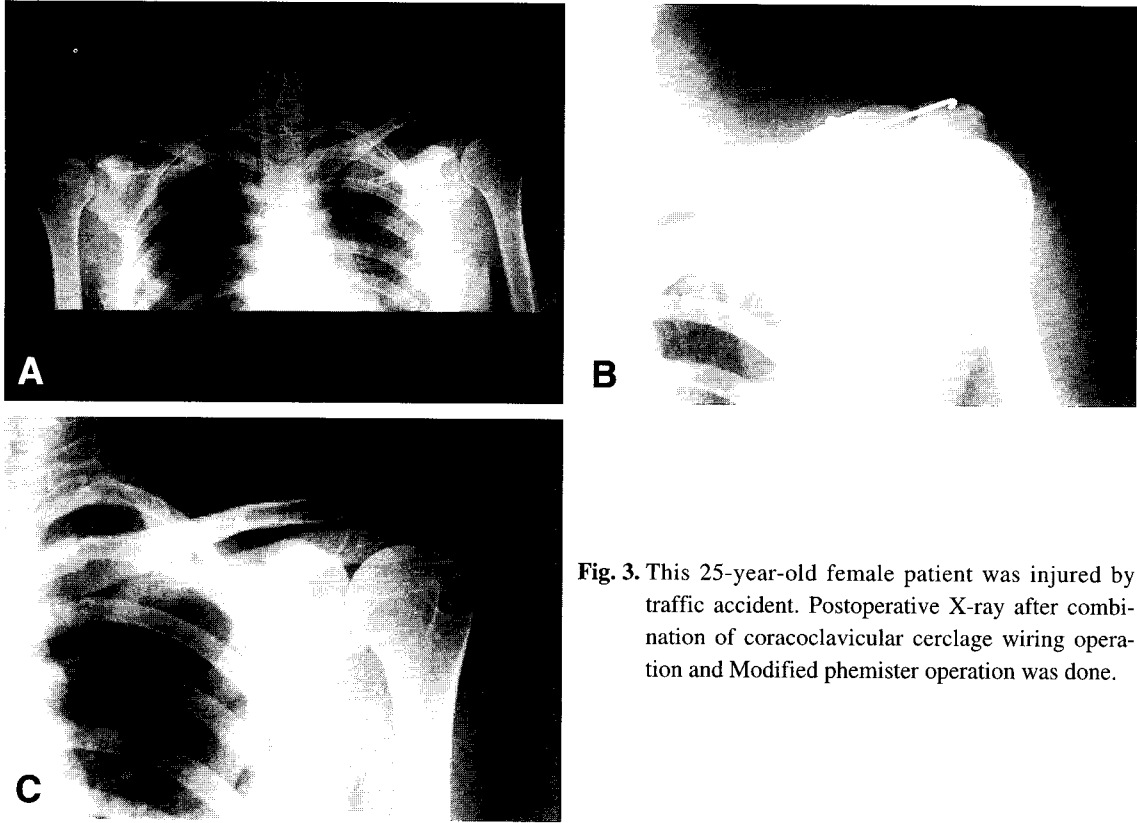 A
B
C
Fig. 3. This 25-year-old female patient was injured by
traffic accident. Postoperative X-ray after combi-
nation of coracoclavicular cerclage wiring opera-
tion and Modified phemister operation was done.